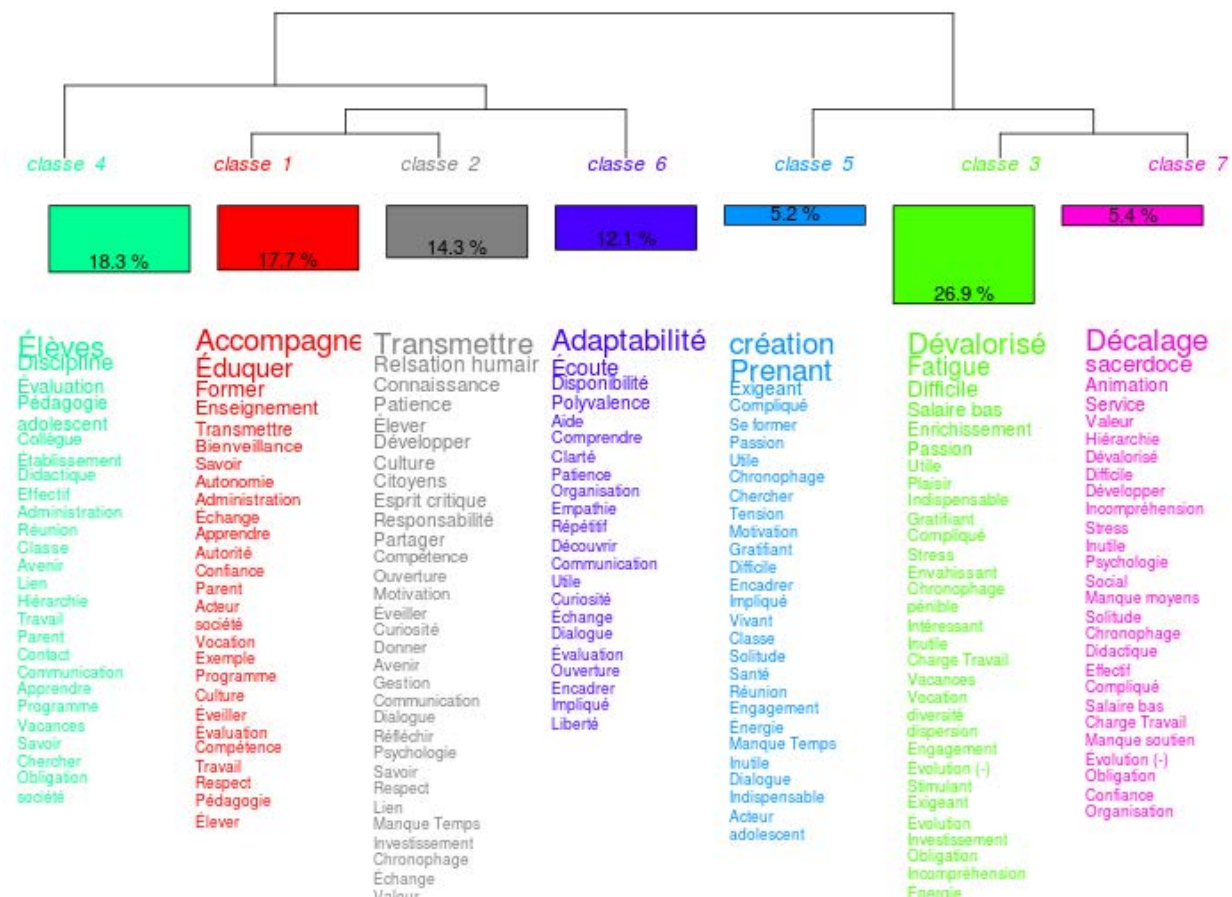 classe 4
classe 1
classe 2
classe 6
classe 5
classe 3
classe 7
18.3 %
17.7 %
14.3 %
12.1 %
5.2 %
26.9 %
5.4 %
Élèves
Discipline
Évaluation
Pédagogie
adolescent
Collègue
Établissement
Didactique
Effectif
Administration
Réunion
Classe
Avenir
Lien
Hiérarchie
Travail
Parent
Contact
Communication
Apprendre
Programme
Vacances
Savoir
Chercher
Obligation
société
Accompagne
Éduquer
Former
Enseignement
Transmettre
Bienveillance
Savoir
Autonomie
Administration
Échange
Apprendre
Autorité
Confiance
Parent
Acteur
société
Vocation
Exemple
Programme
Culture
Éveiller
Évaluation
Compétence
Travail
Respect
Pédagogie
Élever
Transmettre
Relsation humair
Connaissance
Patience
Élever
Développer
Culture
Citoyens
Esprit critique
Responsabilité
Partager
Compétence
Ouverture
Motivation
Éveiller
Curiosité
Donner
Avenir
Gestion
Communication
Dialogue
Réfléchir
Psychologie
Savoir
Respect
Lien
Manque Temps
Investissement
Chronophage
Échange
Valeur
Adaptabilité
Écoute
Disponibilité
Polyvalence
Aide
Comprendre
Clarté
Patience
Organisation
Empathie
Répétitif
Découvrir
Communication
Utile
Curiosité
Échange
Dialogue
Évaluation
Ouverture
Encadrer
Impliqué
Liberté
création
Prenant
Exigeant
Compliqué
Se former
Passion
Utile
Chronophage
Chercher
Tension
Motivation
Gratifiant
Difficile
Encadrer
Impliqué
Vivant
Classe
Solitude
Santé
Réunion
Engagement
Énergie
Manque Temps
Inutile
Dialogue
Indispensable
Acteur
adolescent
Dévalorisé
Fatigue
Difficile
Salaire bas
Enrichissement
Passion
Utile
Plaisir
Indispensable
Gratifiant
Compliqué
Stress
Envahissant
Chronophage
pénible
Intéressant
Inutile
Charge Travail
Vacances
Vocation
diversité
dispersion
Engagement
Évolution (-)
Stimulant
Exigeant
Évolution
Investissement
Obligation
Incompréhension
Énergie
Décalage
sacerdoce
Animation
Service
Valeur
Hiérarchie
Dévalorisé
Difficile
Développer
Incompréhension
Stress
Inutile
Psychologie
Social
Manque moyens
Solitude
Chronophage
Didactique
Effectif
Compliqué
Salaire bas
Charge Travail
Manque soutien
Évolution (-)
Obligation
Confiance
Organisation